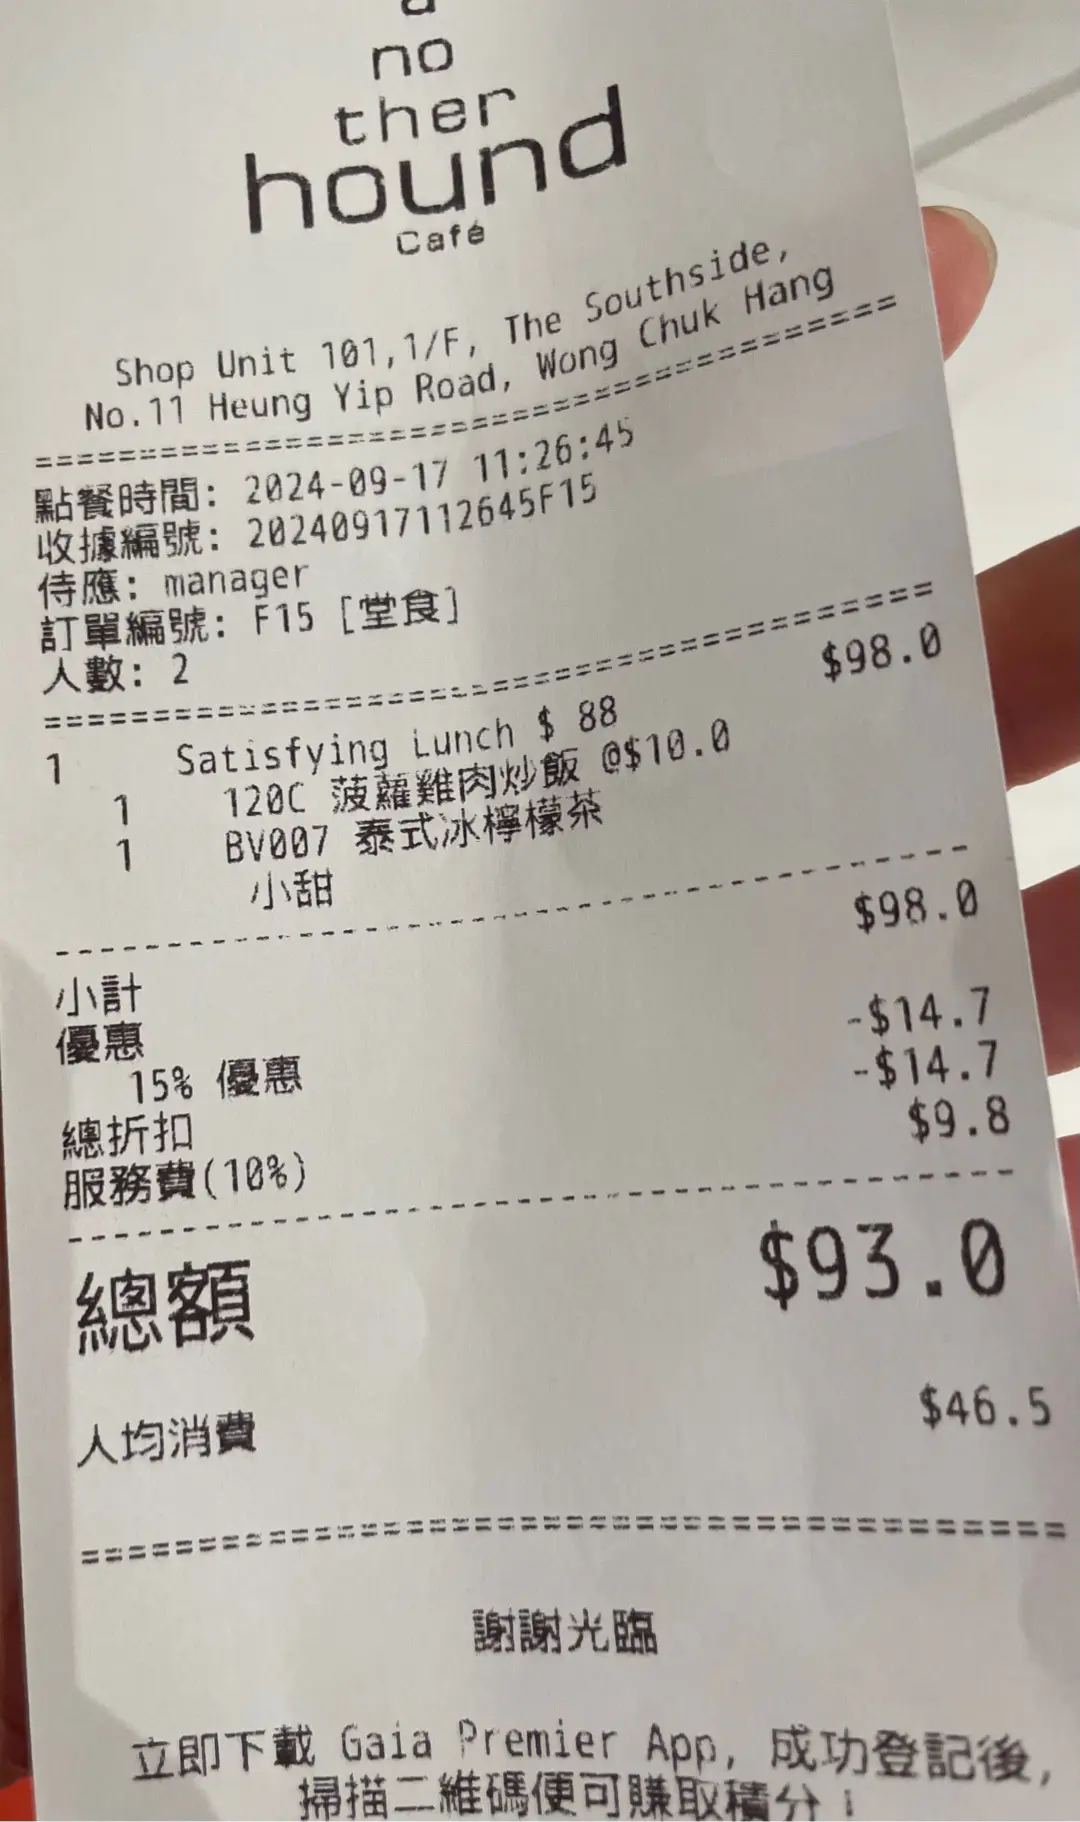 a
no
ther
hound
Café
Shop Unit 101,1/F, The Southside,
No.11 Heung Yip Road, Wong Chuk Hang
點餐時間: 2024-09-17 11:26:45
收據編號: 20240917112645F15
侍應: manager
訂單編號: F15 [堂食]
人數: 2
1 Satisfying Lunch $ 88 $98.0
1 120C 菠蘿雞肉炒飯 @$10.0
1 BV007 泰式冰檸檬茶
小甜
小計 $98.0
優惠
15% 優惠 -$14.7
總折扣 -$14.7
服務費(10%) $9.8
總額 $93.0
人均消費 $46.5
謝謝光臨
立即下載 Gaia Premier App, 成功登記後,
掃描二維碼便可賺取積分!